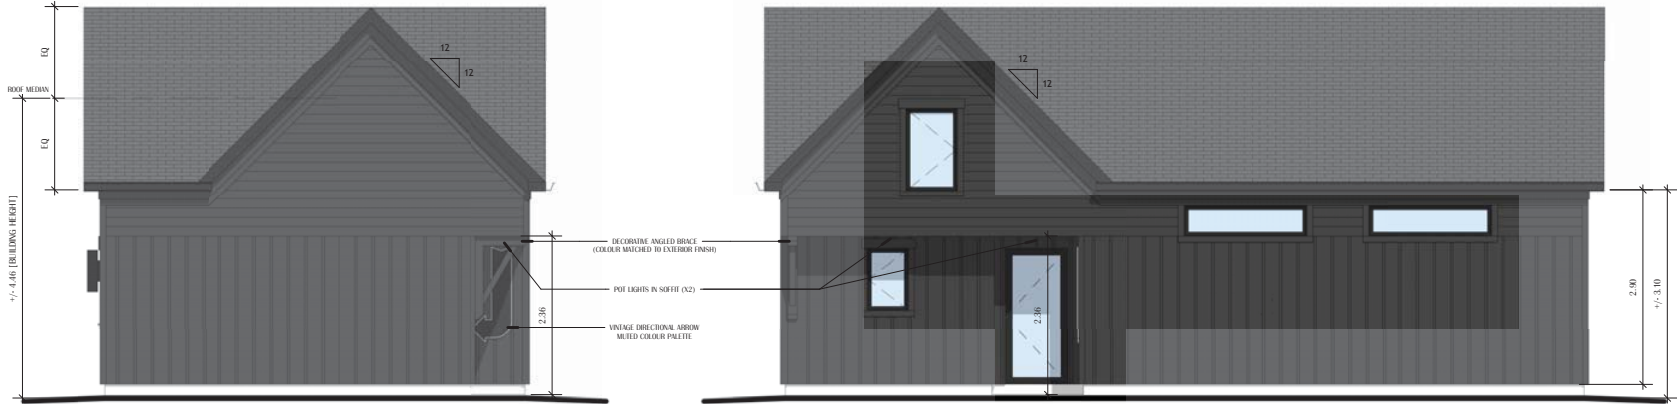 EQ
12
12
ROOF MEDIAN
EQ
+/- 4.46 [BUILDING HEIGHT]
DECORATIVE ANGLED BRACE
(COLOUR MATCHED TO EXTERIOR FINISH)
POT LIGHTS IN SOFFIT (X2)
VINTAGE DIRECTIONAL ARROW
MUTED COLOUR PALETTE
2.36
12
12
2.36
2.90
+/- 3.10